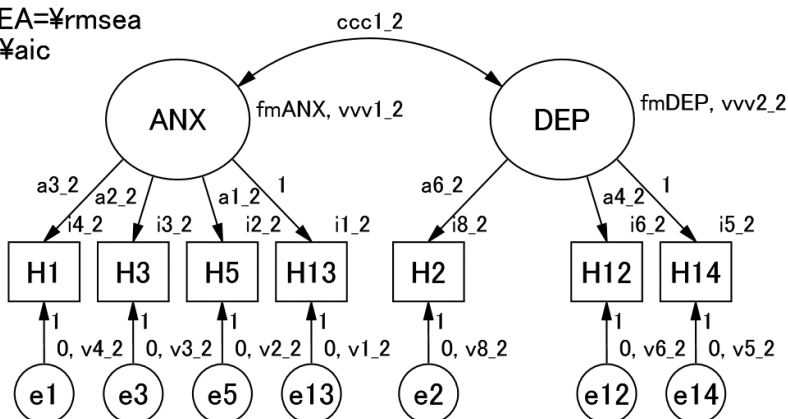 EA=¥rmsea
¥aic
ccc1_2
ANX
fmANX, vvv1_2
DEP
fmDEP, vvv2_2
a3_2
a2_2
a1_2
1
a6_2
a4_2
1
i4_2
i3_2
i2_2
i1_2
i8_2
i6_2
i5_2
H1
H3
H5
H13
H2
H12
H14
1
1
1
1
1
1
1
0, v4_2
0, v3_2
0, v2_2
0, v1_2
0, v8_2
0, v6_2
0, v5_2
e1
e3
e5
e13
e2
e12
e14